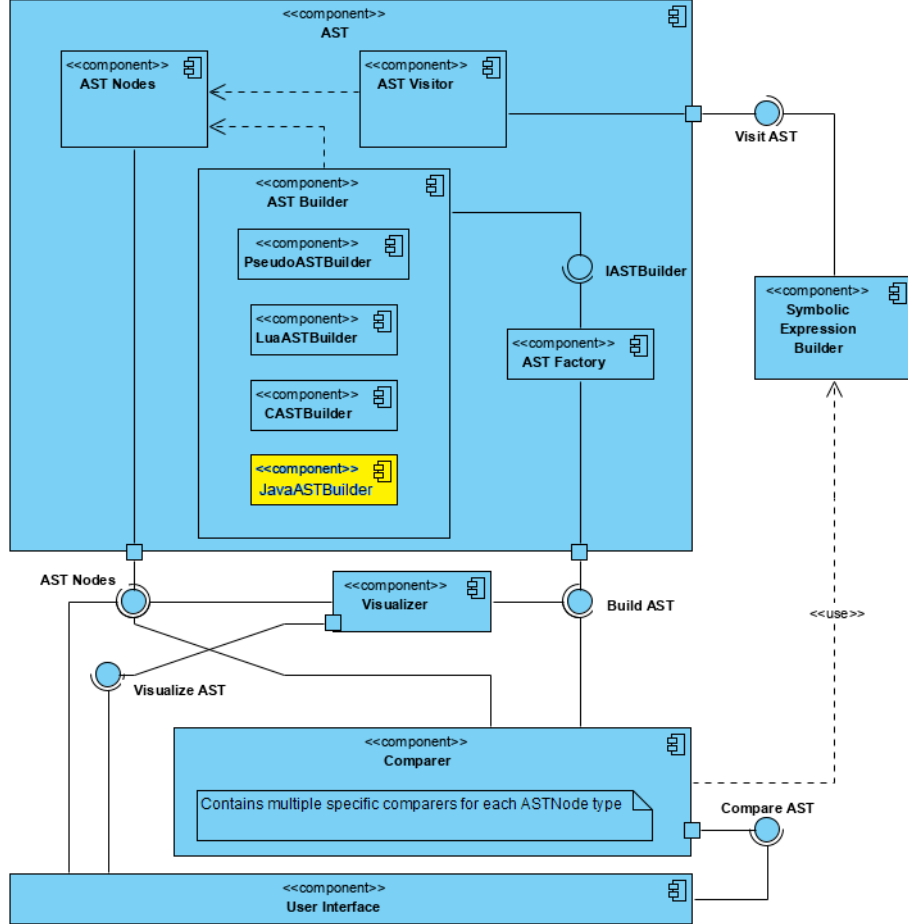 <<component>>
AST
<<component>>
AST Nodes
<<component>>
AST Visitor
Visit AST
<<component>>
AST Builder
<<component>>
PseudoASTBuilder
IASTBuilder
<<component>>
Symbolic
Expression
Builder
<<component>>
LuaASTBuilder
<<component>>
AST Factory
<<component>>
CASTBuilder
<<component>>
JavaASTBuilder
AST Nodes
<<component>>
Visualizer
Build AST
<<use>>
Visualize AST
<<component>>
Comparer
Contains multiple specific comparers for each ASTNode type
Compare AST
<<component>>
User Interface